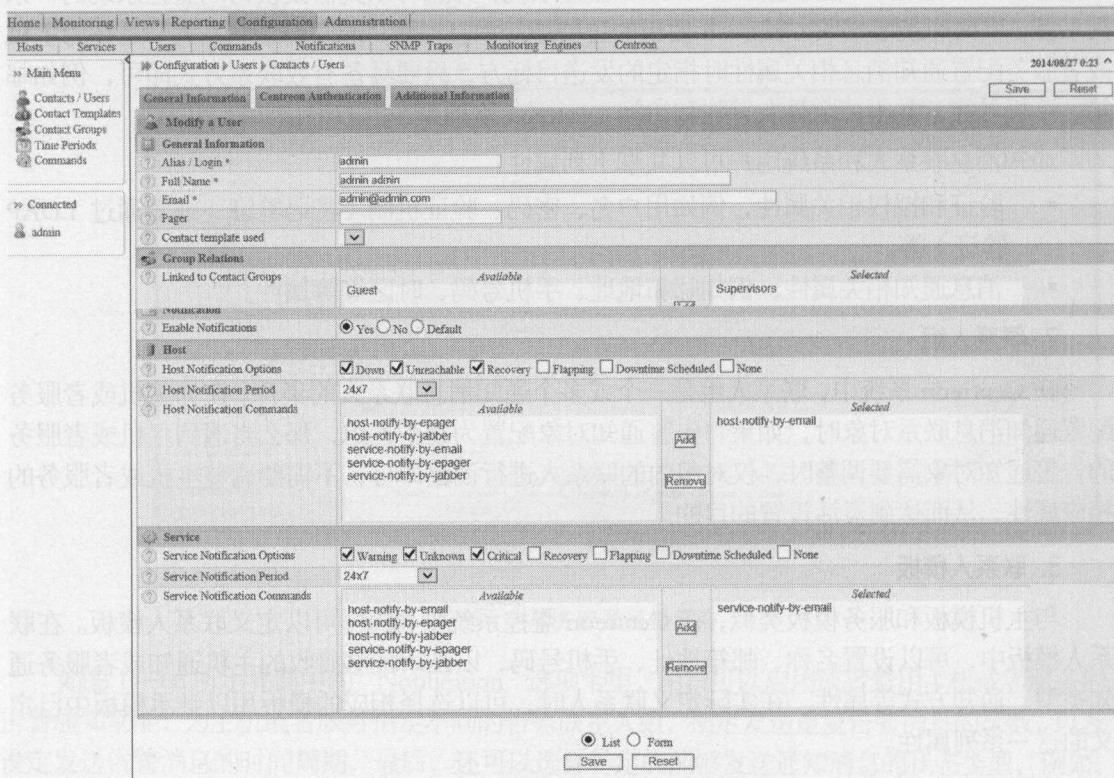 Home Monitoring Views Reporting Configuration Administration
Hosts Services Users Commands Notifications SNMP Traps Monitoring Engines Centreon
Main Menu
Contacts / Users
Contact Templates
Contact Groups
Time Periods
Commands
Connected
admin
Configuration Users Contacts / Users
2014/08/27 0:23
General Information Centreon Authentication Additional Information
Save Reset
Modify a User
General Information
Alias / Login * admin
Full Name * admin admin
Email * admin@admin.com
Pager
Contact template used
Group Relations
Linked to Contact Groups Available Selected
Guest Supervisors
Notification
Enable Notifications Yes No Default
Host
Host Notification Options Down Unreachable Recovery Flapping Downtime Scheduled None
Host Notification Period 24x7
Host Notification Commands Available Selected
host-notify-by-epager host-notify-by-email
host-notify-by-jabber
service-notify-by-email Add
service-notify-by-epager
service-notify-by-jabber
Remove
Service
Service Notification Options Warning Unknown Critical Recovery Flapping Downtime Scheduled None
Service Notification Period 24x7
Service Notification Commands Available Selected
host-notify-by-email service-notify-by-email
host-notify-by-epager Add
host-notify-by-jabber
service-notify-by-epager
service-notify-by-jabber Remove
List Form
Save Reset